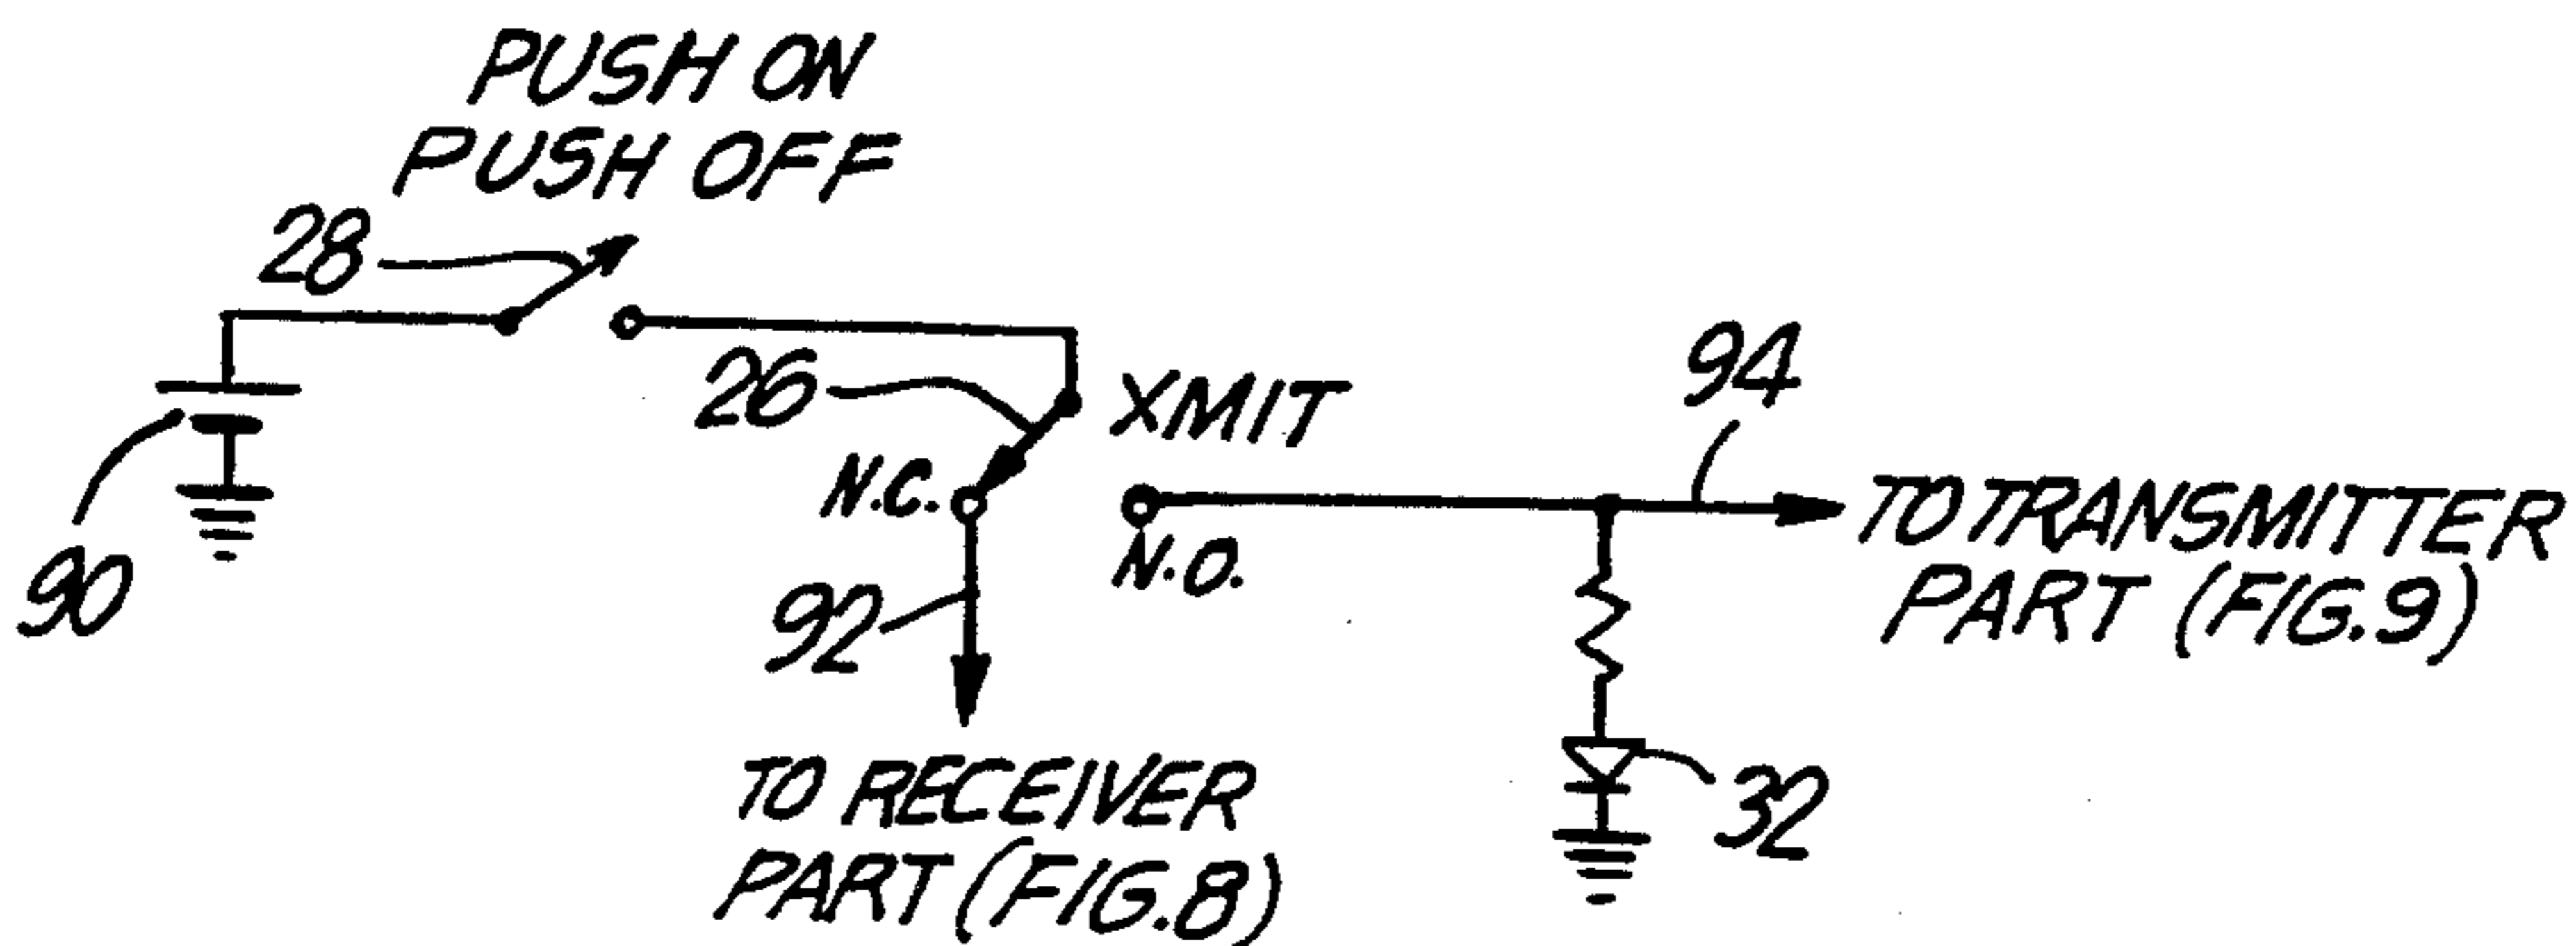 PUSH ON
PUSH OFF
28
26
XMIT
94
N.C.
N.O.
TO TRANSMITTER
PART (FIG.9)
90
92
32
TO RECEIVER
PART (FIG.8)